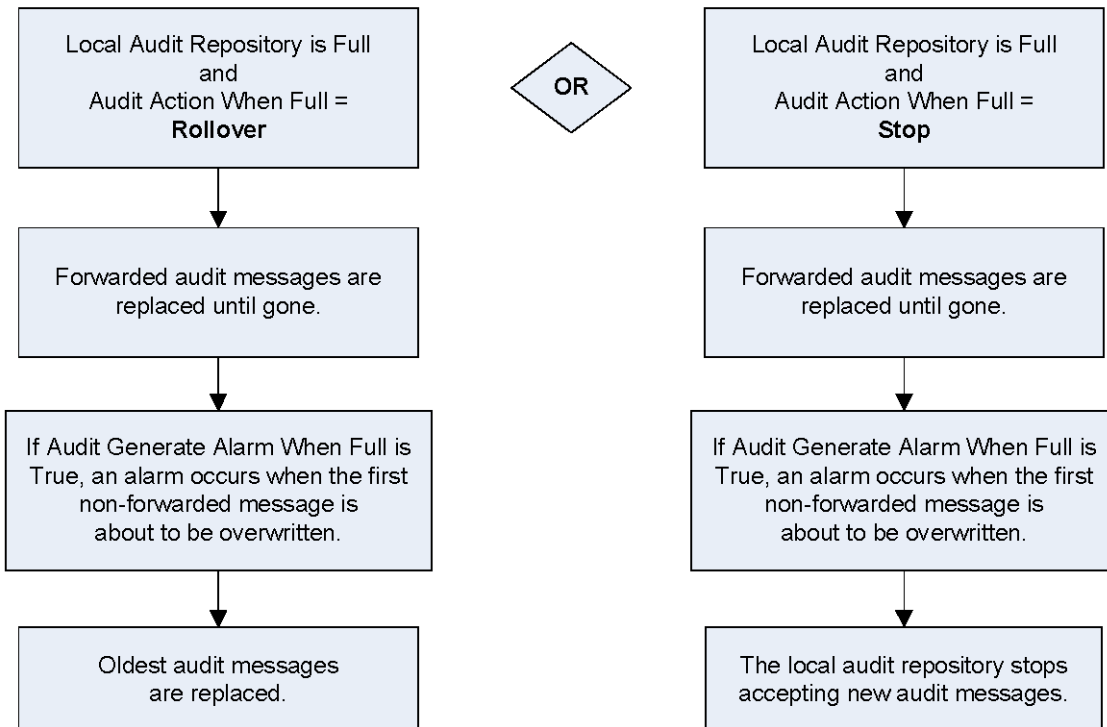 Local Audit Repository is Full
and
Audit Action When Full =
Rollover
OR
Local Audit Repository is Full
and
Audit Action When Full =
Stop
Forwarded audit messages are
replaced until gone.
Forwarded audit messages are
replaced until gone.
If Audit Generate Alarm When Full is
True, an alarm occurs when the first
non-forwarded message is
about to be overwritten.
If Audit Generate Alarm When Full is
True, an alarm occurs when the first
non-forwarded message is
about to be overwritten.
Oldest audit messages
are replaced.
The local audit repository stops
accepting new audit messages.